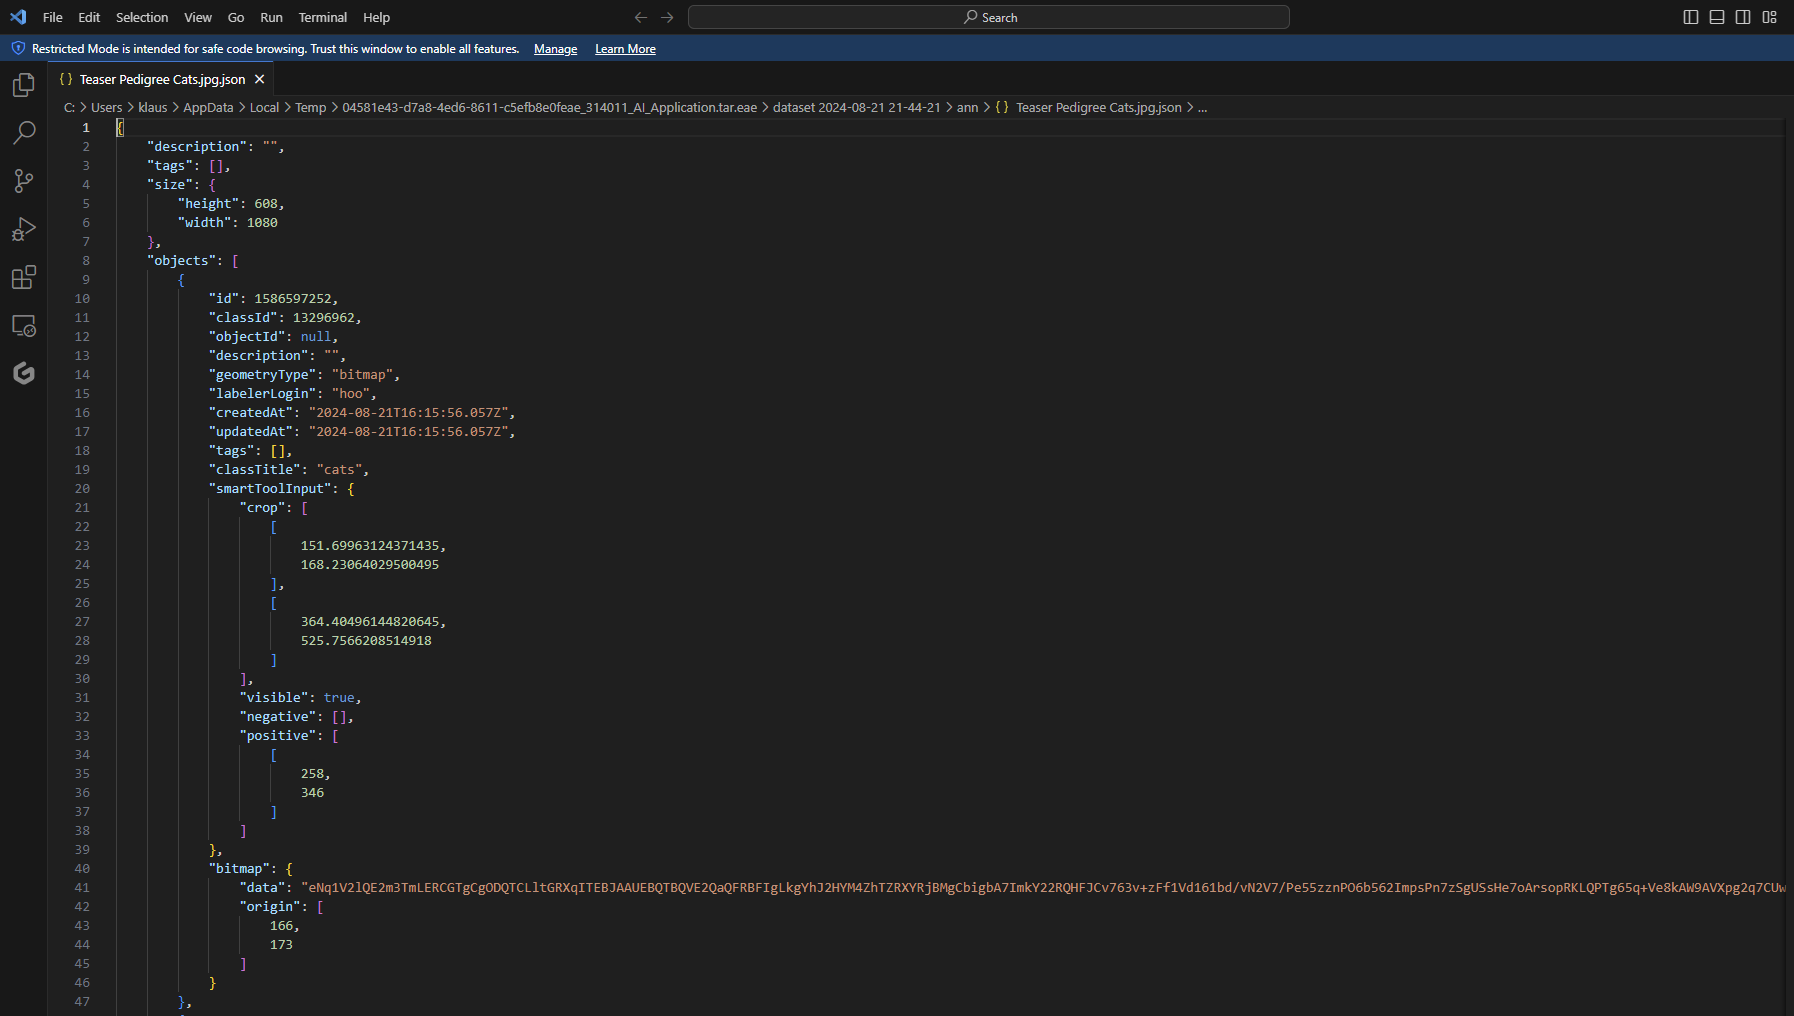 File Edit Selection View Go Run Terminal Help
Search
Restricted Mode is intended for safe code browsing. Trust this window to enable all features. Manage Learn More
{} Teaser Pedigree Cats.jpg.json ×
C: > Users > klaus > AppData > Local > Temp > 04581e43-d7a8-4ed6-8611-c5efb8e0feae_314011_AI_Application.tar.eae > dataset 2024-08-21 21-44-21 > ann > {} Teaser Pedigree Cats.jpg.json > ...
1 {
2 "description": "",
3 "tags": [],
4 "size": {
5 "height": 608,
6 "width": 1080
7 },
8 "objects": [
9 {
10 "id": 1586597252,
11 "classId": 13296962,
12 "objectId": null,
13 "description": "",
14 "geometryType": "bitmap",
15 "labelerLogin": "hoo",
16 "createdAt": "2024-08-21T16:15:56.057Z",
17 "updatedAt": "2024-08-21T16:15:56.057Z",
18 "tags": [],
19 "classTitle": "cats",
20 "smartToolInput": {
21 "crop": [
22 [
23 151.69963124371435,
24 168.23064029500495
25 ],
26 [
27 364.40496144820645,
28 525.7566208514918
29 ]
30 ],
31 "visible": true,
32 "negative": [],
33 "positive": [
34 [
35 258,
36 346
37 ]
38 ]
39 },
40 "bitmap": {
41 "data": "eNq1V2lQE2m3TmLERCGTgCgODQTCLltGRXqITEBJAAUEBQTBQVE2QaQFRBFIgLkgYhJ2HYM4ZhTZRXYRjBMgCbigbA7ImkY22RQHFJCv763v+zFf1Vd161bd/vN2V7/Pe55zznPO6b562ImpsPn7zSgUSsHe7oArsopRKLQPTg65q+Ve8kAW9AVXpg2q7CUw
42 "origin": [
43 166,
44 173
45 ]
46 }
47 },